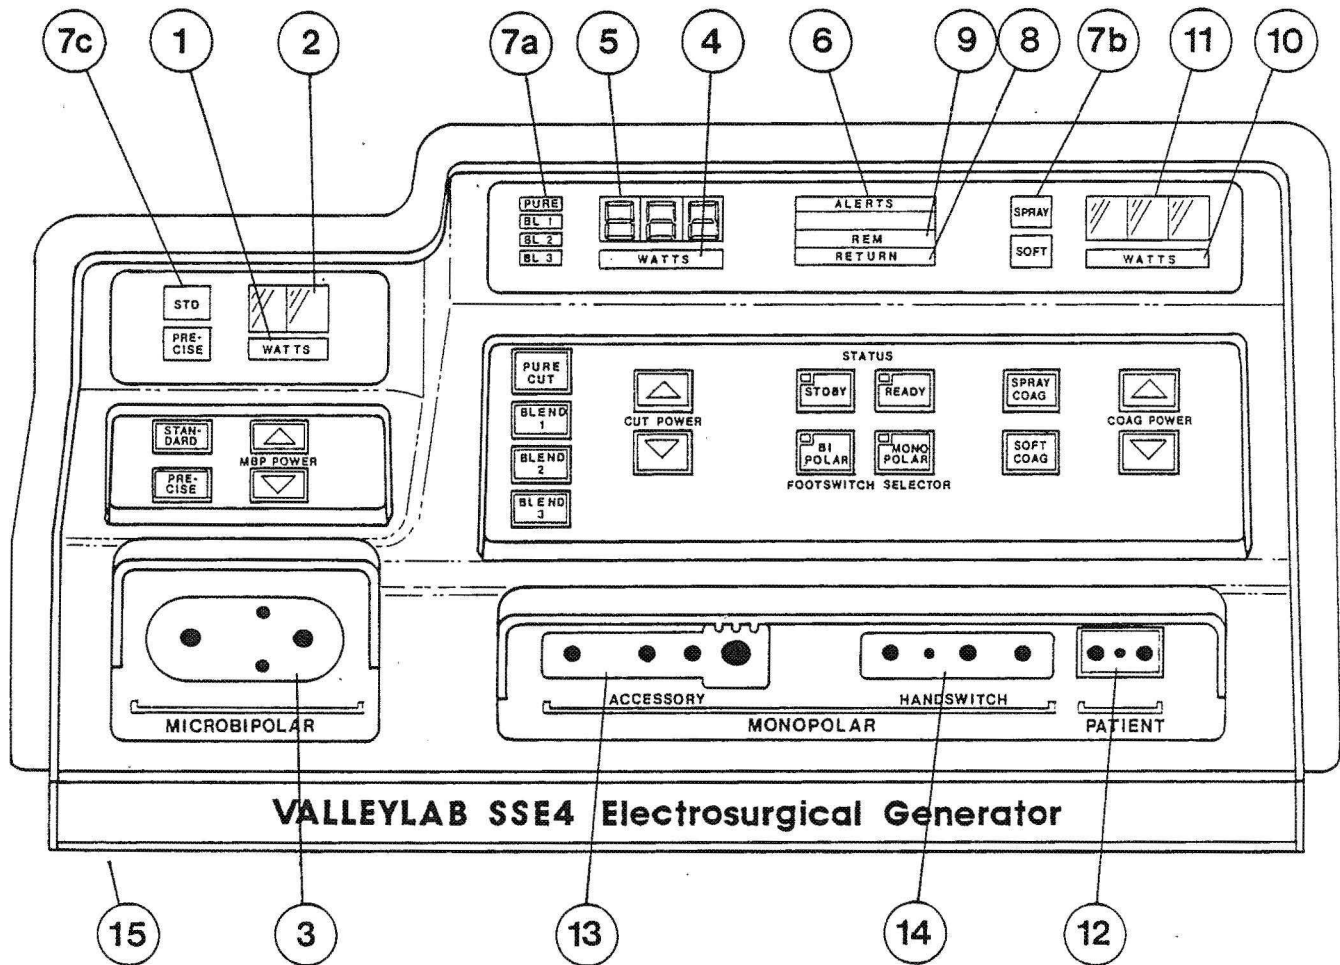 7c 1 2 7a 5 4 6 9 8 7b 11 10
PURE
BL 1
BL 2
BL 3
WATTS
ALERTS
REM
RETURN
SPRAY
SOFT
WATTS
STD
PRE-
CISE
WATTS
STAN-
DARD
PRE-
CISE
MBP POWER
PURE
CUT
BLEND
1
BLEND
2
BLEND
3
CUT POWER
STATUS
STOBY READY
BI
POLAR
MONO
POLAR
FOOTSWITCH SELECTOR
SPRAY
COAG
SOFT
COAG
COAG POWER
MICROBIPOLAR
ACCESSORY HANDSWITCH
MONOPOLAR PATIENT
VALLEYLAB SSE4 Electrosurgical Generator
15 3 13 14 12